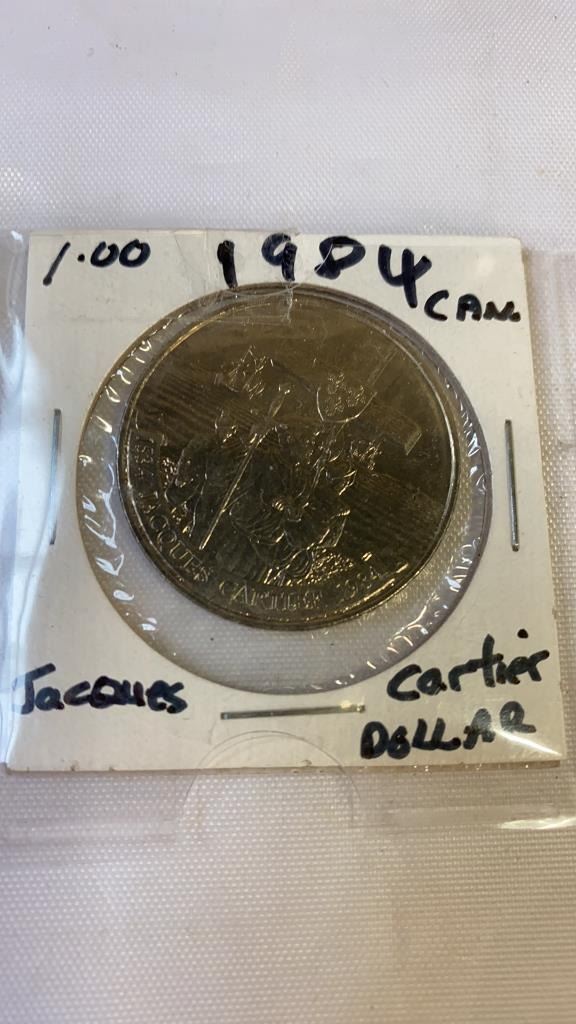 1.00 1984
CAN.
JACQUES CARTIER 1984
Jacques Cartier
DOLLAR